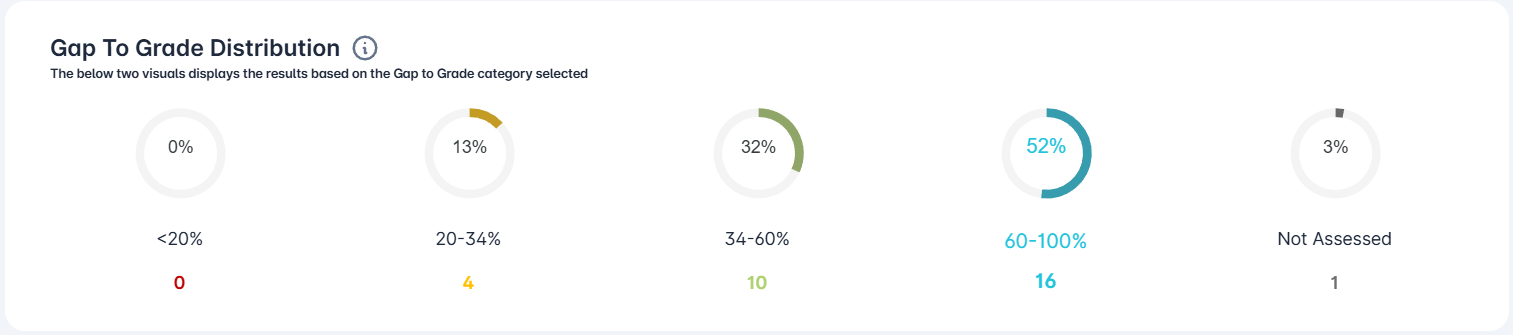 Gap To Grade Distribution
The below two visuals displays the results based on the Gap to Grade category selected
0% 13% 32% 52% 3%
<20% 20-34% 34-60% 60-100% Not Assessed
0 4 10 16 1